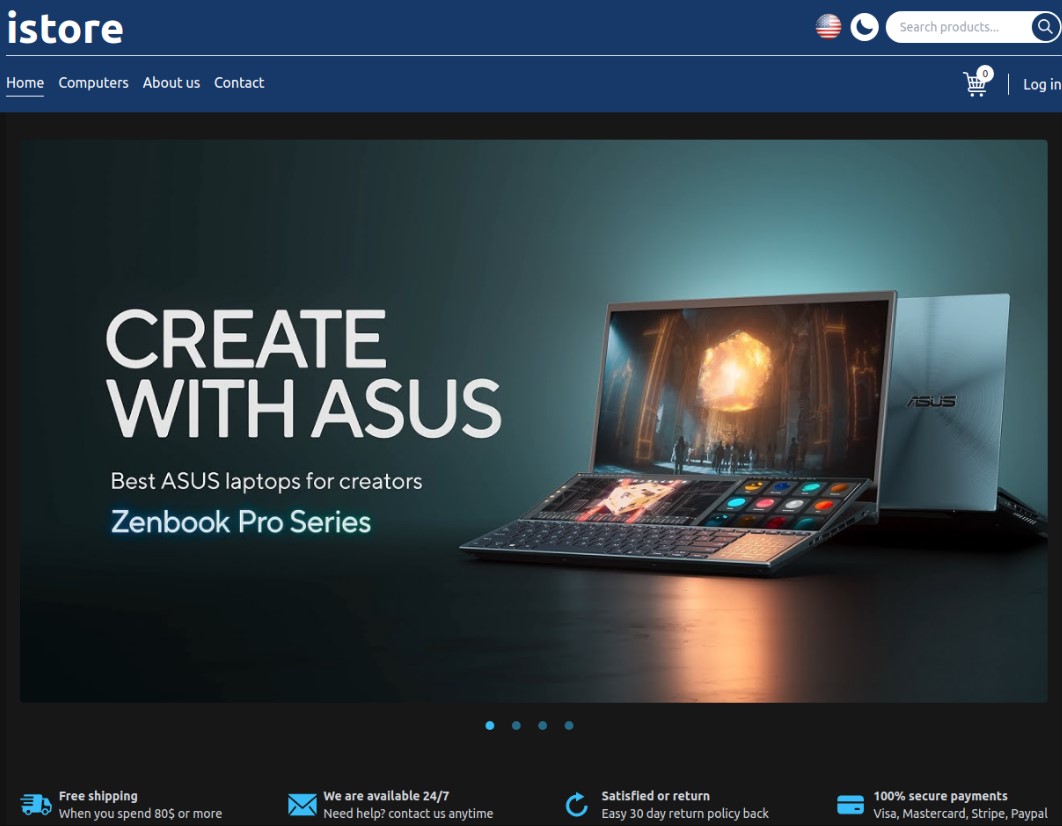 istore
Search products...
Home Computers About us Contact
0
Log in
CREATE
WITH ASUS
Best ASUS laptops for creators
Zenbook Pro Series
ASUS
Free shipping
When you spend 80$ or more
We are available 24/7
Need help? contact us anytime
Satisfied or return
Easy 30 day return policy back
100% secure payments
Visa, Mastercard, Stripe, Paypal